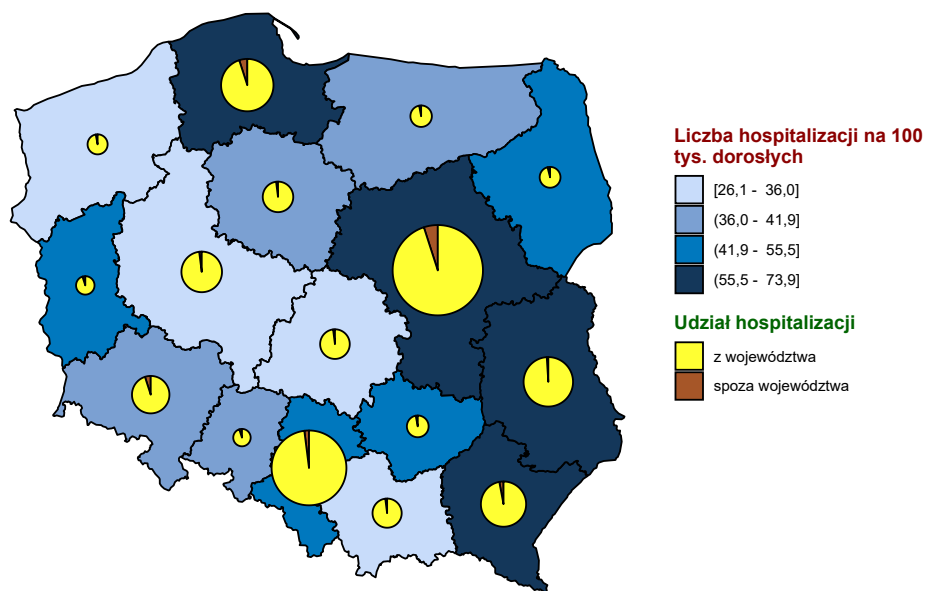 Liczba hospitalizacji na 100
tys. dorosłych
[26,1 -  36,0]
(36,0 -  41,9]
(41,9 -  55,5]
(55,5 -  73,9]
Udział hospitalizacji
z województwa
spoza województwa